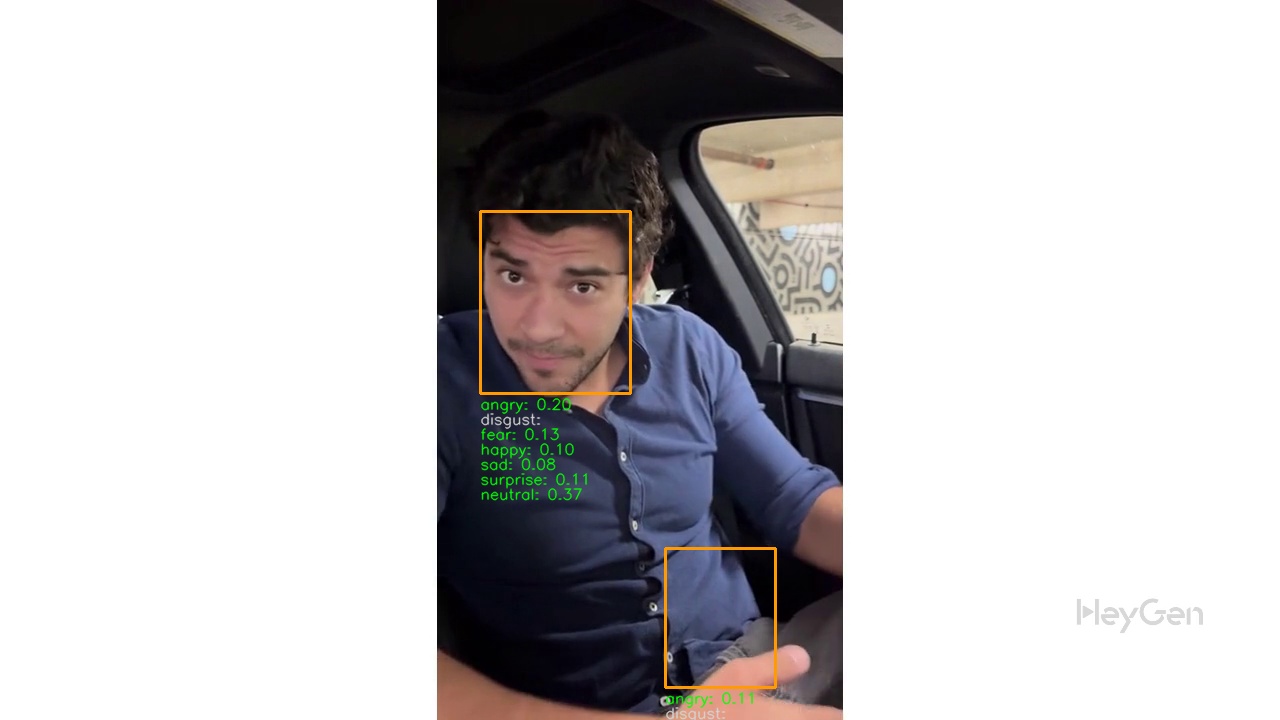 angry: 0.20
disgust:
fear: 0.13
happy: 0.10
sad: 0.08
surprise: 0.11
neutral: 0.37
HeyGen
angry: 0.11
disgust: